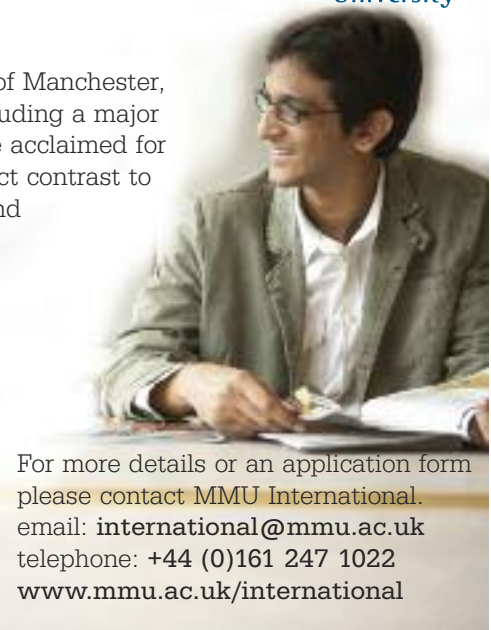 University
of Manchester,
uding a major
acclaimed for
ct contrast to
nd
For more details or an application form
please contact MMU International.
email: international@mmu.ac.uk
telephone: +44 (0)161 247 1022
www.mmu.ac.uk/international